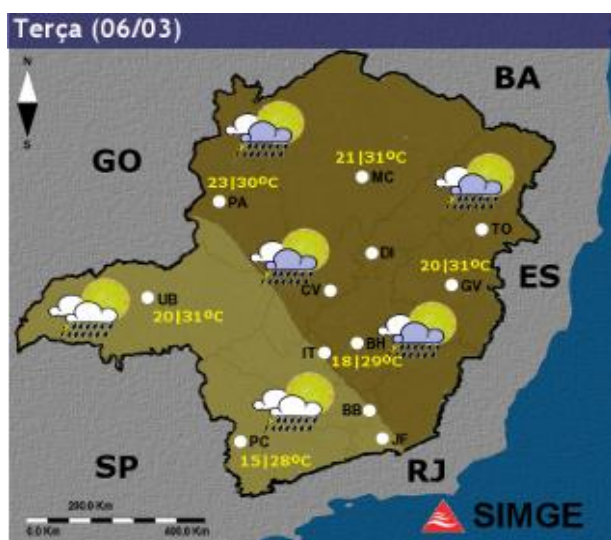 Terça (06/03)
N
S
BA
GO
21|31ºC
MC
23|30ºC
PA
TO
DI
20|31ºC
ES
GV
CV
UB
20|31ºC
BH
IT
18|29ºC
BB
JF
PC
15|28ºC
SP
RJ
200.0 Km
0.0 Km
400.0 Km
SIMGE